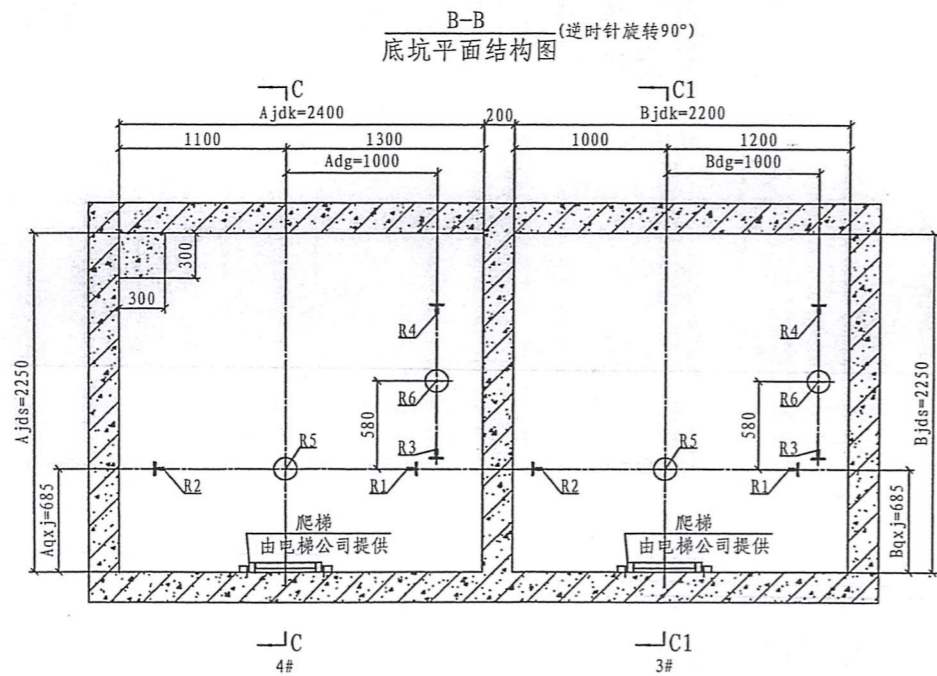 B-B
底坑平面结构图
(逆时针旋转90°)
C
C1
Ajdk=2400
200
Bjdk=2200
1100
1300
1000
1200
Adg=1000
Bdg=1000
300
300
R4
R4
Ajds=2250
Bjds=2250
R6
R6
580
580
R5
R3
R5
R3
R2
R1
R2
R1
Aqxj=685
Bqxj=685
爬梯
由电梯公司提供
爬梯
由电梯公司提供
C
C1
4#
3#